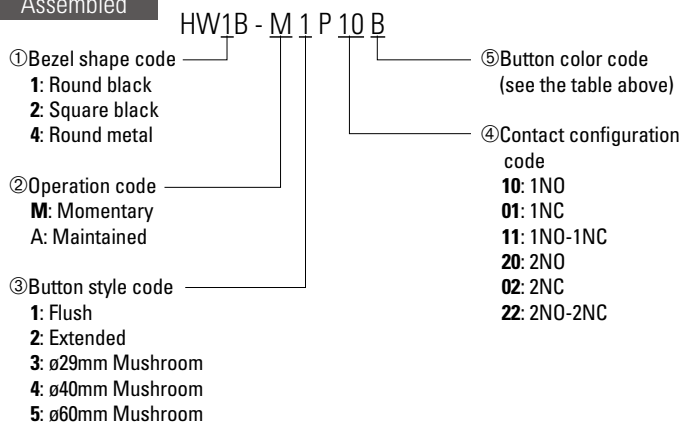 Assembled
HW1B - M 1 P 10 B
①Bezel shape code
1: Round black
2: Square black
4: Round metal
②Operation code
M: Momentary
A: Maintained
③Button style code
1: Flush
2: Extended
3: ø29mm Mushroom
4: ø40mm Mushroom
5: ø60mm Mushroom
⑤Button color code
(see the table above)
④Contact configuration
code
10: 1NO
01: 1NC
11: 1NO-1NC
20: 2NO
02: 2NC
22: 2NO-2NC